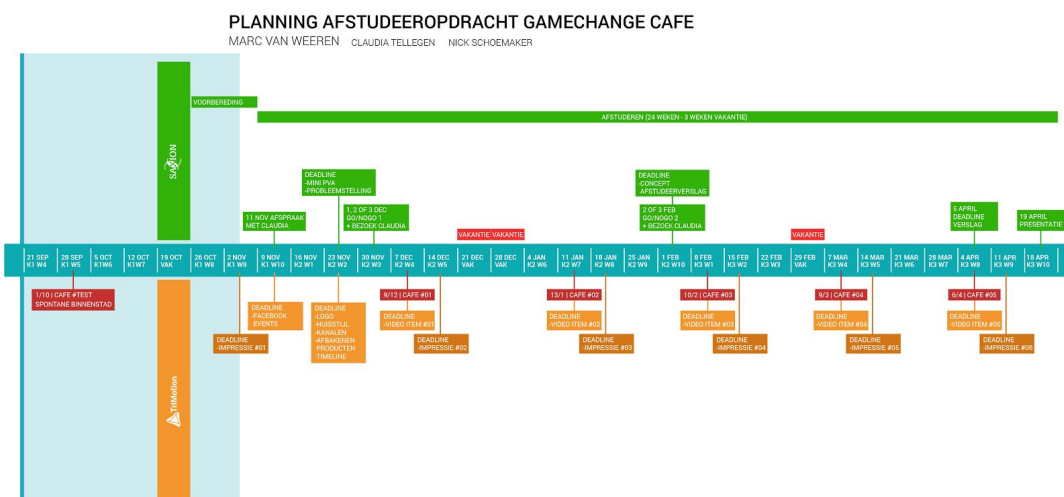 PLANNING AFSTUDEEROPDRACHT GAMECHANGE CAFE
MARC VAN WEEREN CLAUDIA TELLEGEN NICK SCHOEMAKER
VOORBEREDING
AFSTUDEREN (24 WEKEN - 3 WEKEN VAKANTIE)
SAXION
DEADLINE
-MINI PVA
-PROBLEEMSTELLING
DEADLINE
-CONCEPT
AFSTUDEERVERSLAG
11 NOV AFSPRAAK
MET CLAUDIA
1, 2 OF 3 DEC
GO/NOGO 1
+ BEZOEK CLAUDIA
2 OF 3 FEB
GO/NOGO 2
+ BEZOEK CLAUDIA
5 APRIL
DEADLINE
VERSLAG
19 APRIL
PRESENTATIE
VAKANTIE VAKANTIE
VAKANTIE
21 SEP
K1 W4
28 SEP
K1 W5
5 OCT
K1W6
12 OCT
K1W7
19 OCT
VAK
26 OCT
K1 W8
2 NOV
K1 W9
9 NOV
K1 W10
16 NOV
K2 W1
23 NOV
K2 W2
30 NOV
K2 W3
7 DEC
K2 W4
14 DEC
K2 W5
21 DEC
VAK
28 DEC
VAK
4 JAN
K2 W6
11 JAN
K2 W7
18 JAN
K2 W8
25 JAN
K2 W9
1 FEB
K2 W10
8 FEB
K3 W1
15 FEB
K3 W2
22 FEB
K3 W3
29 FEB
VAK
7 MAR
K3 W4
14 MAR
K3 W5
21 MAR
K3 W6
28 MAR
K3 W7
4 APR
K3 W8
11 APR
K3 W9
18 APR
K3 W10
1/10 | CAFE #TEST
SPONTANE BINNENSTAD
9/12 | CAFE #01
13/1 | CAFE #02
10/2 | CAFE #03
9/3 | CAFE #04
6/4 | CAFE #05
DEADLINE
-FACEBOOK
EVENTS
DEADLINE
-LOGO
-HUISSTIJL
-KANALEN
-AFBAKENEN
-PRODUCTEN
-TIMELINE
DEADLINE
-VIDEO ITEM #01
DEADLINE
-VIDEO ITEM #02
DEADLINE
-VIDEO ITEM #03
DEADLINE
-VIDEO ITEM #04
DEADLINE
-VIDEO ITEM #05
DEADLINE
-IMPRESSIE #01
DEADLINE
-IMPRESSIE #02
DEADLINE
-IMPRESSIE #03
DEADLINE
-IMPRESSIE #04
DEADLINE
-IMPRESSIE #05
DEADLINE
-IMPRESSIE #06
TriMotion